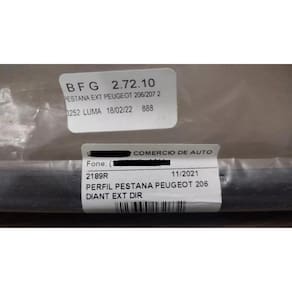 BFG 2.72.10
PESTANA EXT PEUGEOT 206/207 2
0252 LUMA 18/02/22 888
COMERCIO DE AUTO
Fone: (
2189R 11/2021
PERFIL PESTANA PEUGEOT 206
DIANT EXT DIR